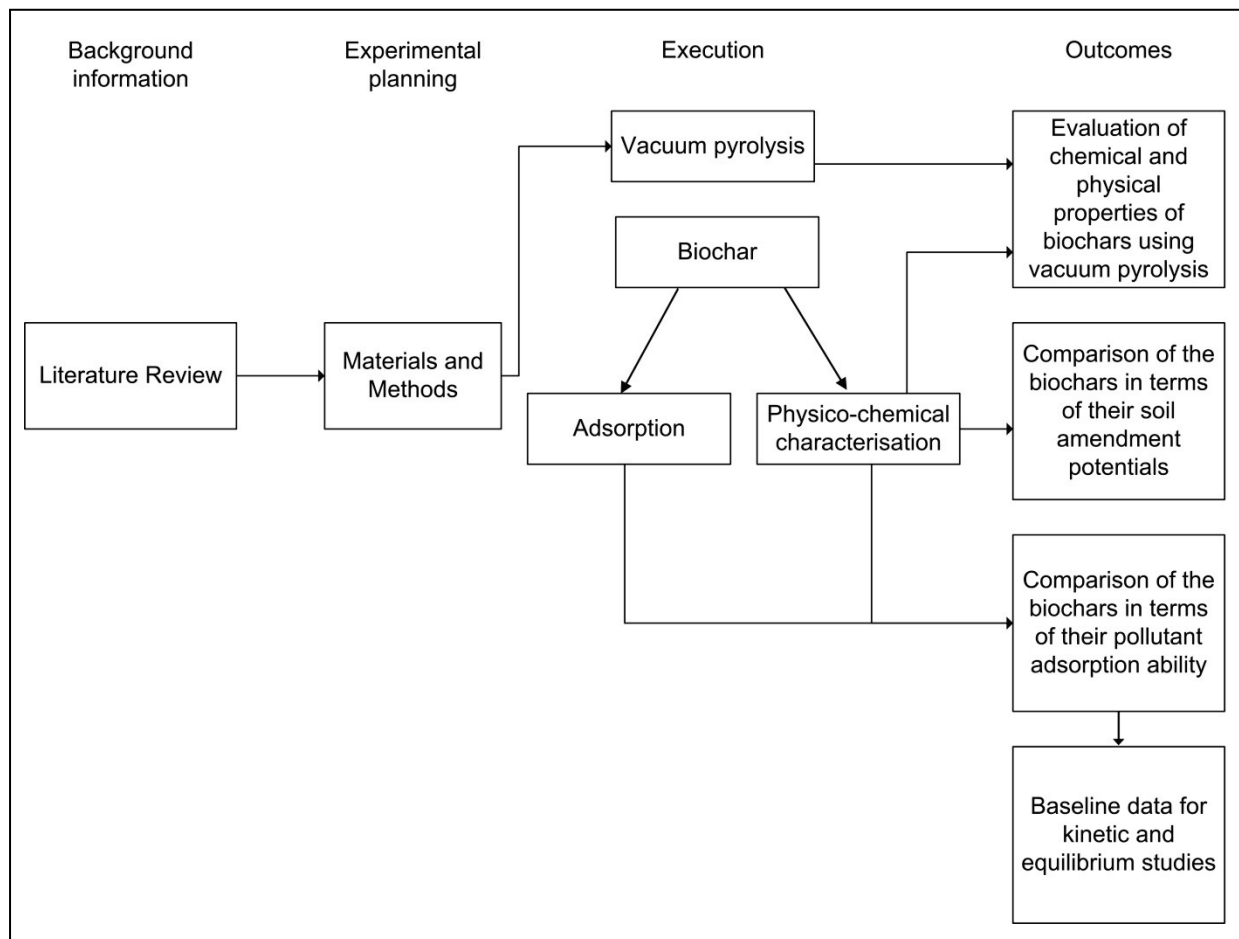 Background
information
Experimental
planning
Execution
Outcomes
Vacuum pyrolysis
Evaluation of
chemical and
physical
properties of
biochars using
vacuum pyrolysis
Biochar
Literature Review
Materials and
Methods
Adsorption
Physico-chemical
characterisation
Comparison of the
biochars in terms
of their soil
amendment
potentials
Comparison of the
biochars in terms
of their pollutant
adsorption ability
Baseline data for
kinetic and
equilibrium studies